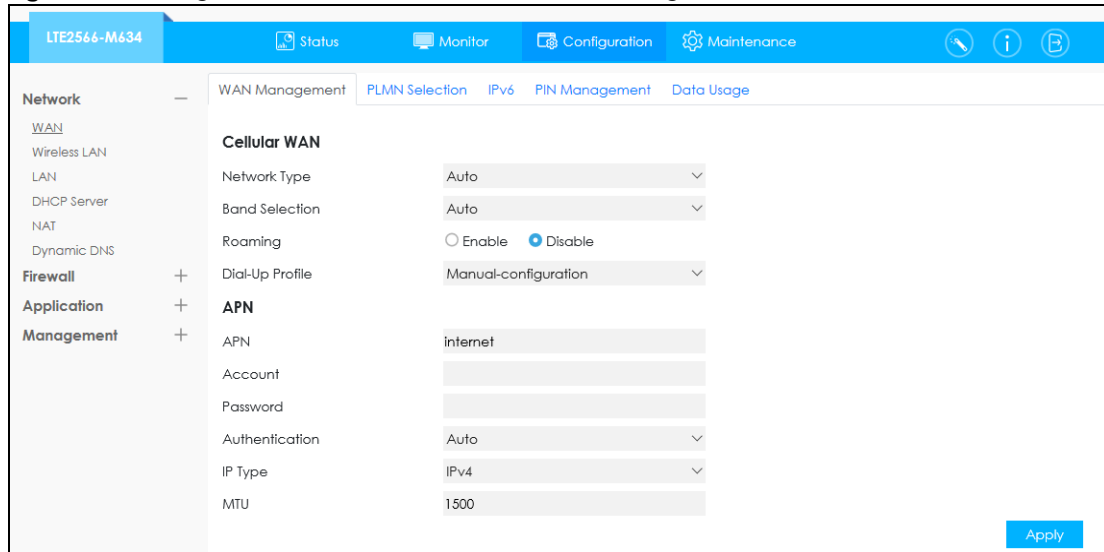 LTE2566-M634
Status Monitor Configuration Maintenance
WAN Management PLMN Selection IPv6 PIN Management Data Usage
Network
WAN
Wireless LAN
LAN
DHCP Server
NAT
Dynamic DNS
Firewall
Application
Management
Cellular WAN
Network Type Auto
Band Selection Auto
Roaming Enable Disable
Dial-Up Profile Manual-configuration
APN
APN internet
Account
Password
Authentication Auto
IP Type IPv4
MTU 1500
Apply